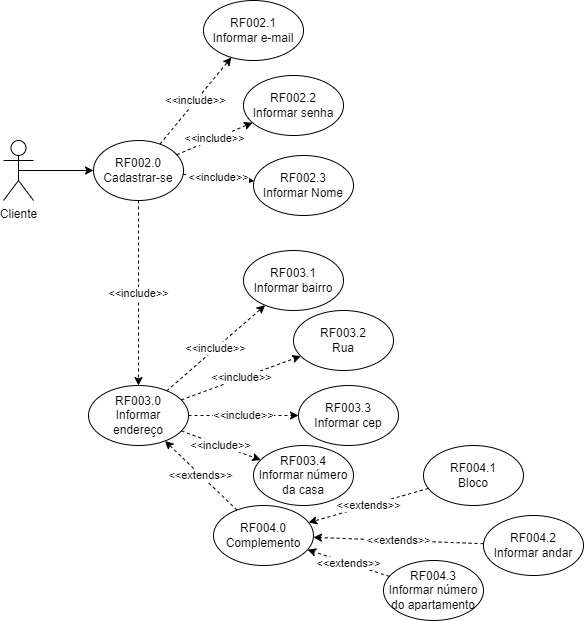 RF002.1
Informar e-mail
<<include>>
RF002.2
Informar senha
<<include>>
RF002.0
Cadastrar-se
<<include>>
RF002.3
Informar Nome
Cliente
<<include>>
RF003.1
Informar bairro
RF003.2
Rua
<<include>>
<<include>>
RF003.0
Informar
endereço
<<include>>
RF003.3
Informar cep
<<include>>
RF003.4
Informar número
da casa
<<extends>>
RF004.1
Bloco
<<extends>>
RF004.0
Complemento
<<extends>>
RF004.2
Informar andar
<<extends>>
RF004.3
Informar número
do apartamento